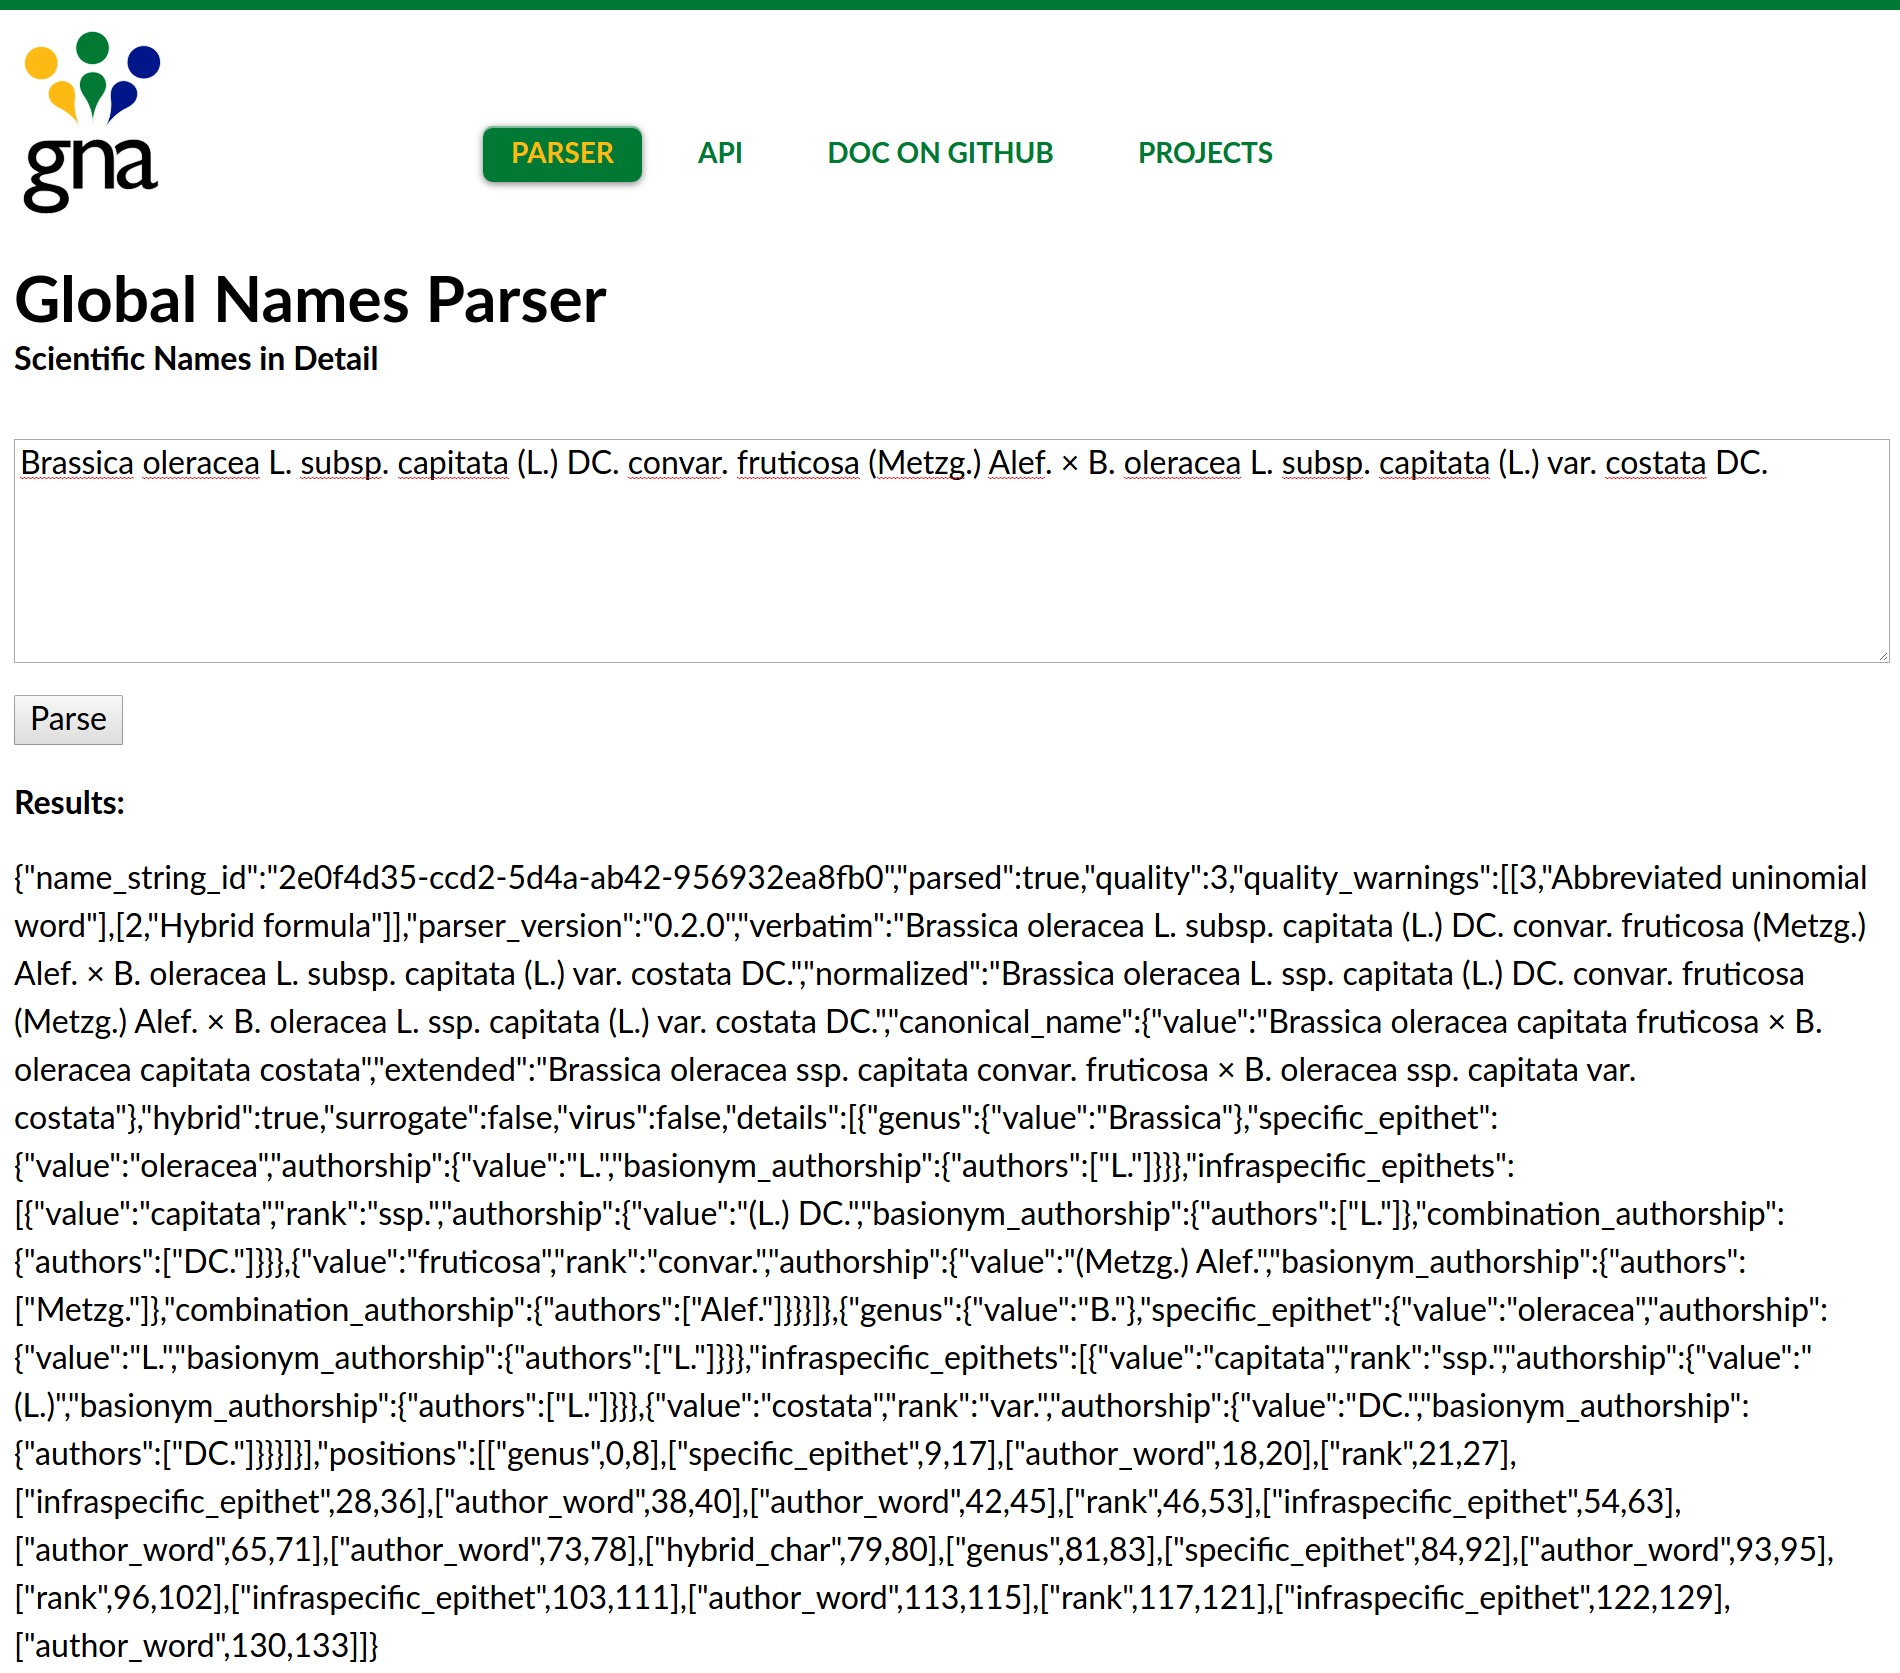 gna
PARSER API DOC ON GITHUB PROJECTS
Global Names Parser
Scientific Names in Detail
Brassica oleracea L. subsp. capitata (L.) DC. convar. fruticosa (Metzg.) Alef. × B. oleracea L. subsp. capitata (L.) var. costata DC.
Parse
Results:
{"name_string_id":"2e0f4d35-ccd2-5d4a-ab42-956932ea8fb0","parsed":true,"quality":3,"quality_warnings":[[3,"Abbreviated uninomial
word"],[2,"Hybrid formula"]],"parser_version":"0.2.0","verbatim":"Brassica oleracea L. subsp. capitata (L.) DC. convar. fruticosa (Metzg.)
Alef. × B. oleracea L. subsp. capitata (L.) var. costata DC.","normalized":"Brassica oleracea L. ssp. capitata (L.) DC. convar. fruticosa
(Metzg.) Alef. × B. oleracea L. ssp. capitata (L.) var. costata DC.","canonical_name":{"value":"Brassica oleracea capitata fruticosa × B.
oleracea capitata costata","extended":"Brassica oleracea ssp. capitata convar. fruticosa × B. oleracea ssp. capitata var.
costata"},"hybrid":true,"surrogate":false,"virus":false,"details":[{"genus":{"value":"Brassica"},"specific_epithet":
{"value":"oleracea","authorship":{"value":"L.","basionym_authorship":{"authors":["L."]}}},"infraspecific_epithets":
[{"value":"capitata","rank":"ssp.","authorship":{"value":"(L.) DC.","basionym_authorship":{"authors":["L."]},"combination_authorship":
{"authors":["DC."]}}},{"value":"fruticosa","rank":"convar.","authorship":{"value":"(Metzg.) Alef.","basionym_authorship":{"authors":
["Metzg."]},"combination_authorship":{"authors":["Alef."]}}}]},{"genus":{"value":"B."},"specific_epithet":{"value":"oleracea","authorship":
{"value":"L.","basionym_authorship":{"authors":["L."]}}},"infraspecific_epithets":[{"value":"capitata","rank":"ssp.","authorship":{"value":"
(L.)","basionym_authorship":{"authors":["L."]}}},{"value":"costata","rank":"var.","authorship":{"value":"DC.","basionym_authorship":
{"authors":["DC."]}}}]}],"positions":[["genus",0,8],["specific_epithet",9,17],["author_word",18,20],["rank",21,27],
["infraspecific_epithet",28,36],["author_word",38,40],["author_word",42,45],["rank",46,53],["infraspecific_epithet",54,63],
["author_word",65,71],["author_word",73,78],["hybrid_char",79,80],["genus",81,83],["specific_epithet",84,92],["author_word",93,95],
["rank",96,102],["infraspecific_epithet",103,111],["author_word",113,115],["rank",117,121],["infraspecific_epithet",122,129],
["author_word",130,133]]}